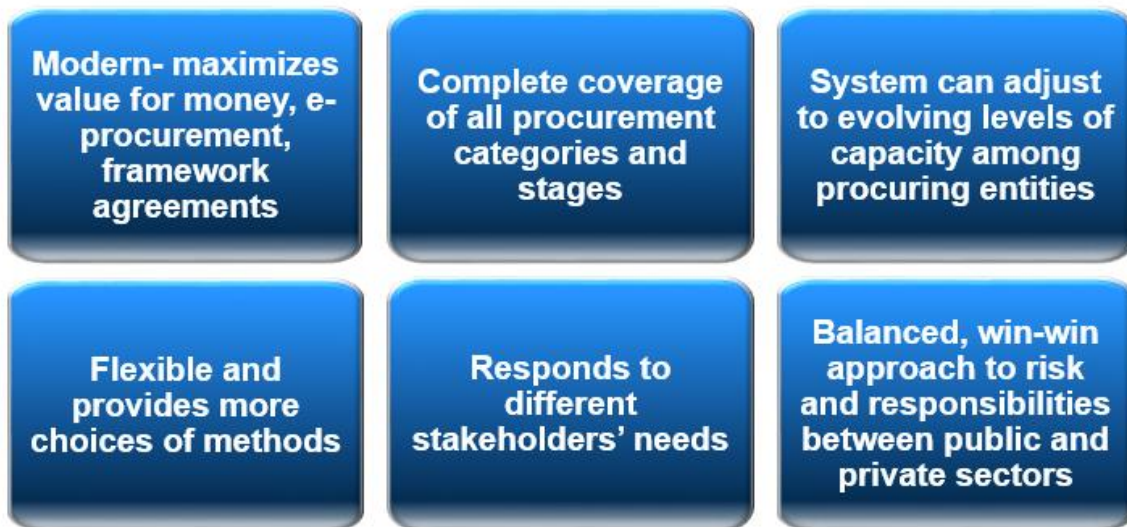 Modern- maximizes
value for money, e-
procurement,
framework
agreements
Complete coverage
of all procurement
categories and
stages
System can adjust
to evolving levels of
capacity among
procuring entities
Flexible and
provides more
choices of methods
Responds to
different
stakeholders’ needs
Balanced, win-win
approach to risk
and responsibilities
between public and
private sectors